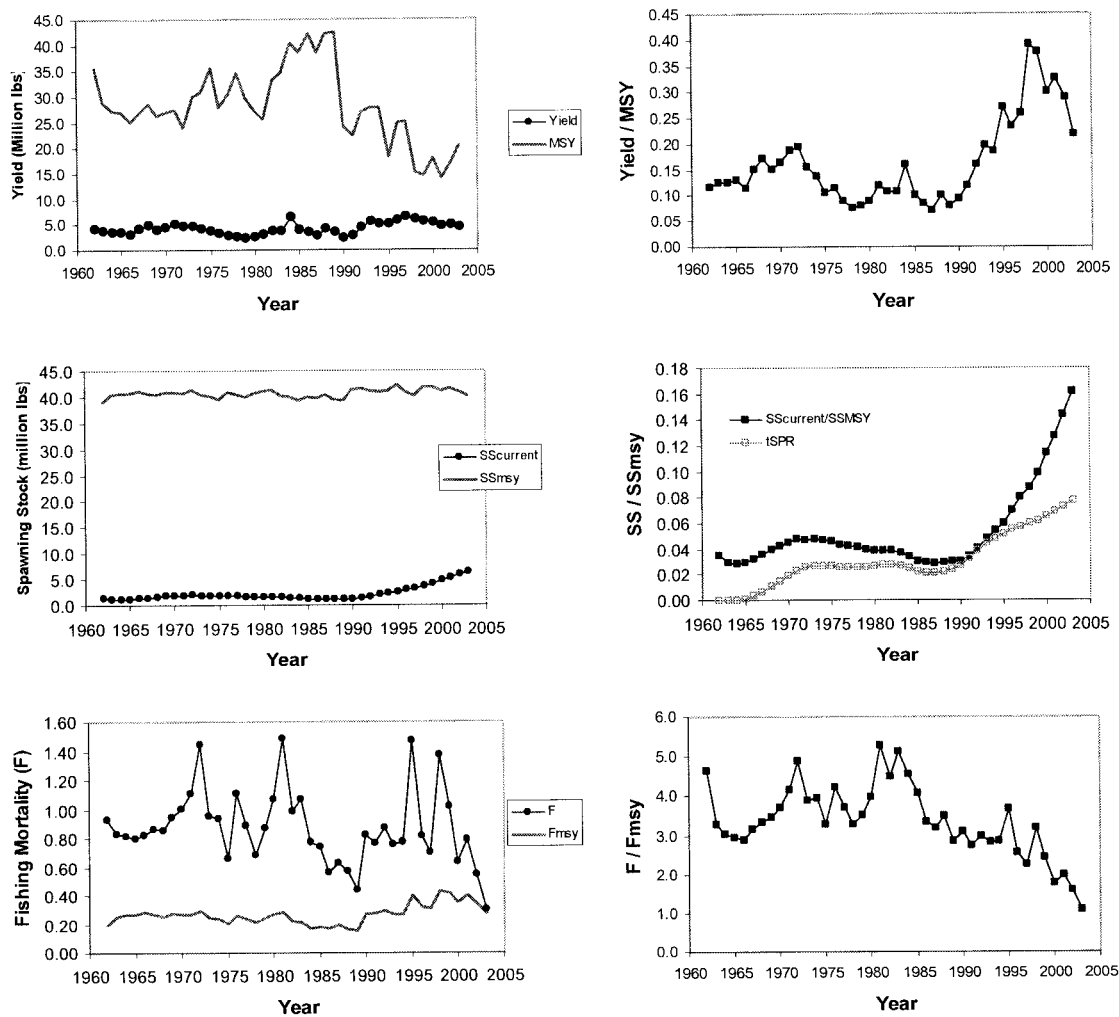 45.0
40.0
35.0
30.0
25.0
20.0
15.0
10.0
5.0
0.0
Yield (Million lbs)
1960 1965 1970 1975 1980 1985 1990 1995 2000 2005
Year
Yield
MSY
0.45
0.40
0.35
0.30
0.25
0.20
0.15
0.10
0.05
0.00
Yield / MSY
1960 1965 1970 1975 1980 1985 1990 1995 2000 2005
Year
45.0
40.0
35.0
30.0
25.0
20.0
15.0
10.0
5.0
0.0
Spawning Stock (million lbs)
1960 1965 1970 1975 1980 1985 1990 1995 2000 2005
Year
SScurrent
SSmsy
0.18
0.16
0.14
0.12
0.10
0.08
0.06
0.04
0.02
0.00
SS / SSmsy
SScurrent/SSMSY
tSPR
1960 1965 1970 1975 1980 1985 1990 1995 2000 2005
Year
1.60
1.40
1.20
1.00
0.80
0.60
0.40
0.20
0.00
Fishing Mortality (F)
1960 1965 1970 1975 1980 1985 1990 1995 2000 2005
Year
F
Fmsy
6.0
5.0
4.0
3.0
2.0
1.0
0.0
F / Fmsy
1960 1965 1970 1975 1980 1985 1990 1995 2000 2005
Year